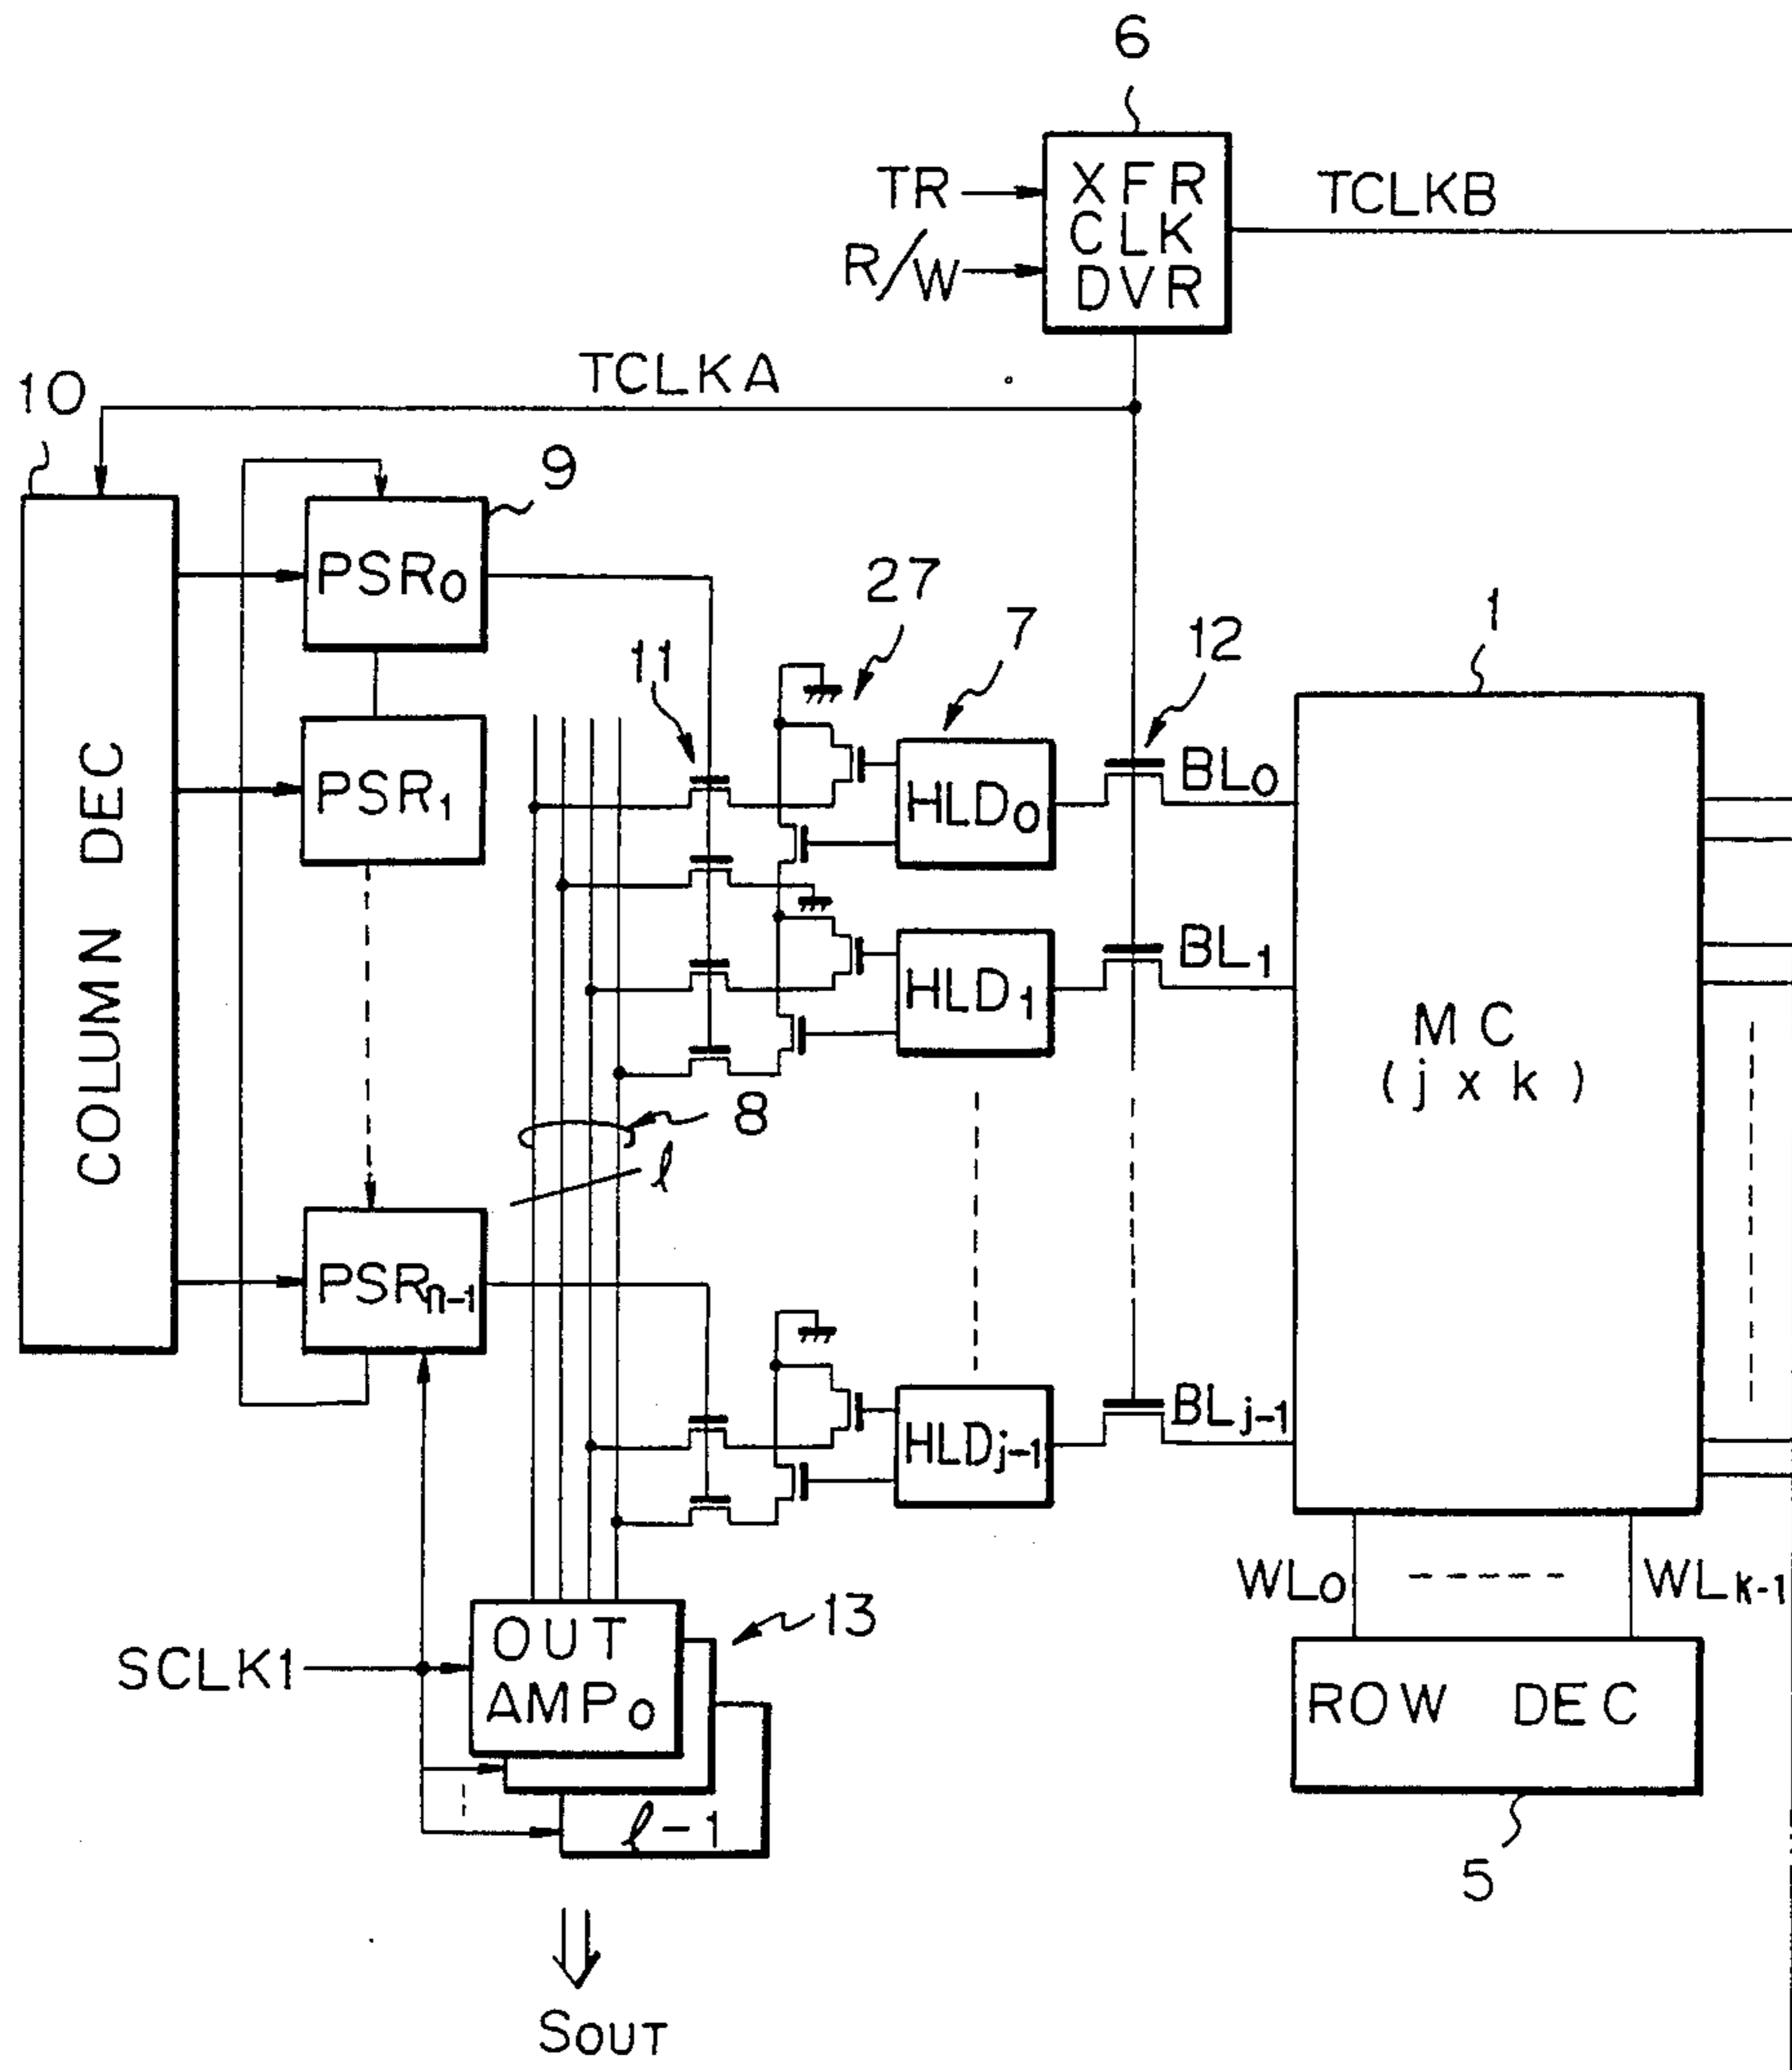 6
TR
R/W
XFR
CLK
DVR
TCLKB
TCLKA
10
9
COLUMN DEC
PSR0
PSR1
PSRn-1
11
27
7
12
1
HLD0
HLD1
HLDj-1
BL0
BL1
BLj-1
MC
(j x k)
8
ℓ
WL0
WLk-1
ROW DEC
5
SCLK1
OUT
AMP0
ℓ-1
13
SOUT